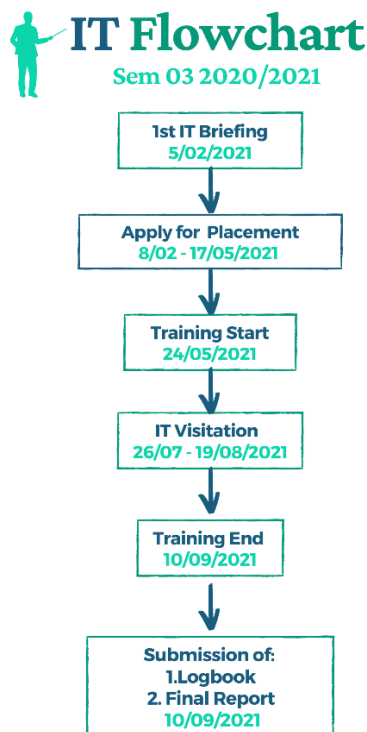 IT Flowchart
Sem 03 2020/2021
1st IT Briefing
5/02/2021
Apply for Placement
8/02 - 17/05/2021
Training Start
24/05/2021
IT Visitation
26/07 - 19/08/2021
Training End
10/09/2021
Submission of:
1.Logbook
2. Final Report
10/09/2021